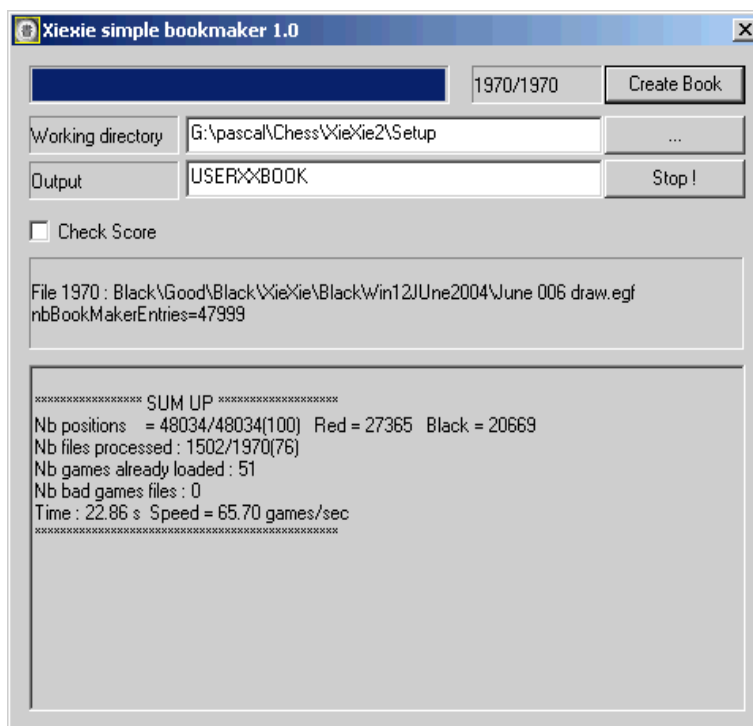 Xiexie simple bookmaker 1.0
1970/1970 Create Book
Working directory G:\pascal\Chess\XieXie2\Setup ...
Output USERXXBOOK Stop !
Check Score
File 1970 : Black\Good\Black\XieXie\BlackWin12JUne2004\June 006 draw.egf
nbBookMakerEntries=47999
***************** SUM UP *******************
Nb positions = 48034/48034(100) Red = 27365 Black = 20669
Nb files processed : 1502/1970(76)
Nb games already loaded : 51
Nb bad games files : 0
Time : 22.86 s Speed = 65.70 games/sec
************************************************